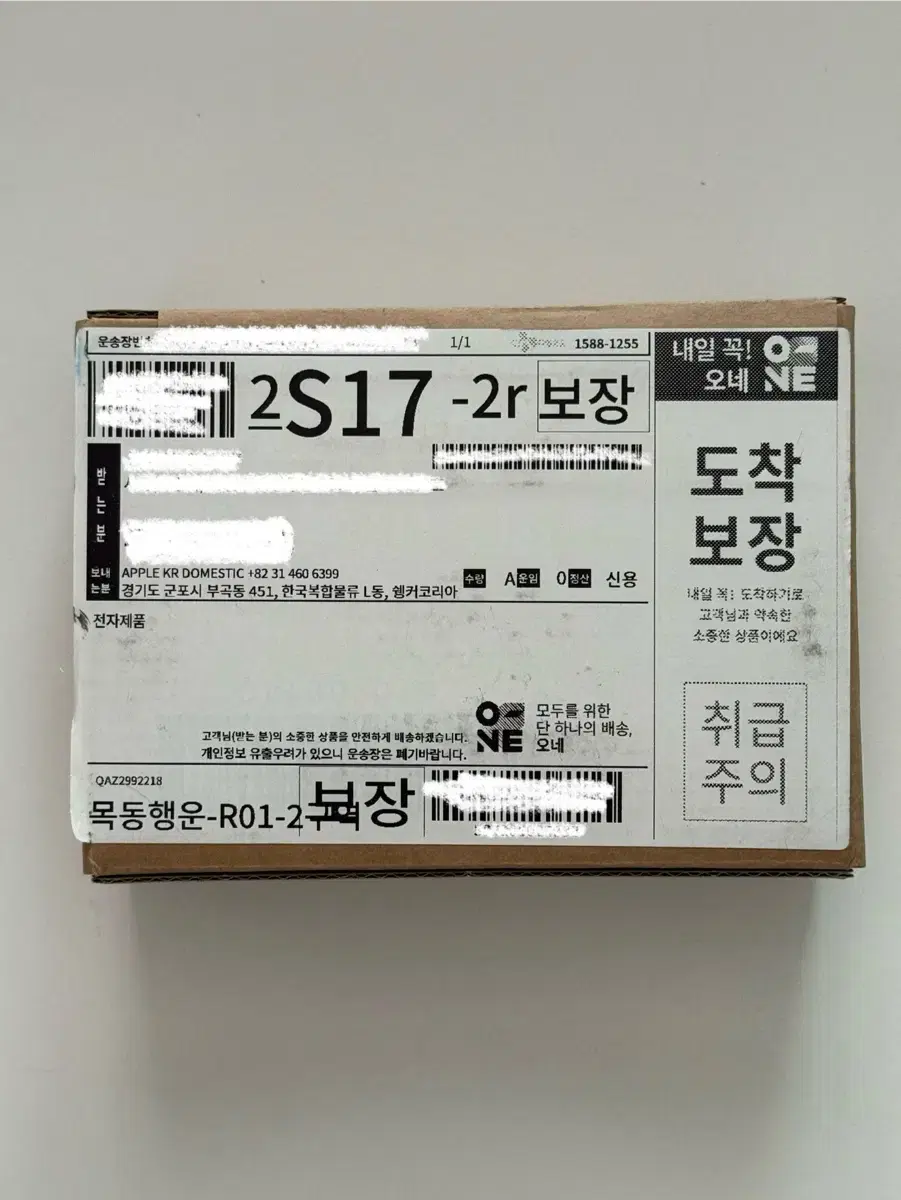 운송장번
1/1
1588-1255
2S17 -2r 보장
받는분
보내는분
APPLE KR DOMESTIC +82 31 460 6399
경기도 군포시 부곡동 451, 한국복합물류 L동, 쉥커코리아
수량 A 운임 0 정산 신용
전자제품
고객님(받는 분)의 소중한 상품을 안전하게 배송하겠습니다.
개인정보 유출우려가 있으니 운송장은 폐기바랍니다.
O-NE
모두를 위한
단 하나의 배송,
오네
QAZ2992218
목동행운-R01-2구역
보장
내일 꼭!
오네
O-NE
도착
보장
내일 꼭! 도착하기로
고객님과 약속한
소중한 상품이에요
취급
주의